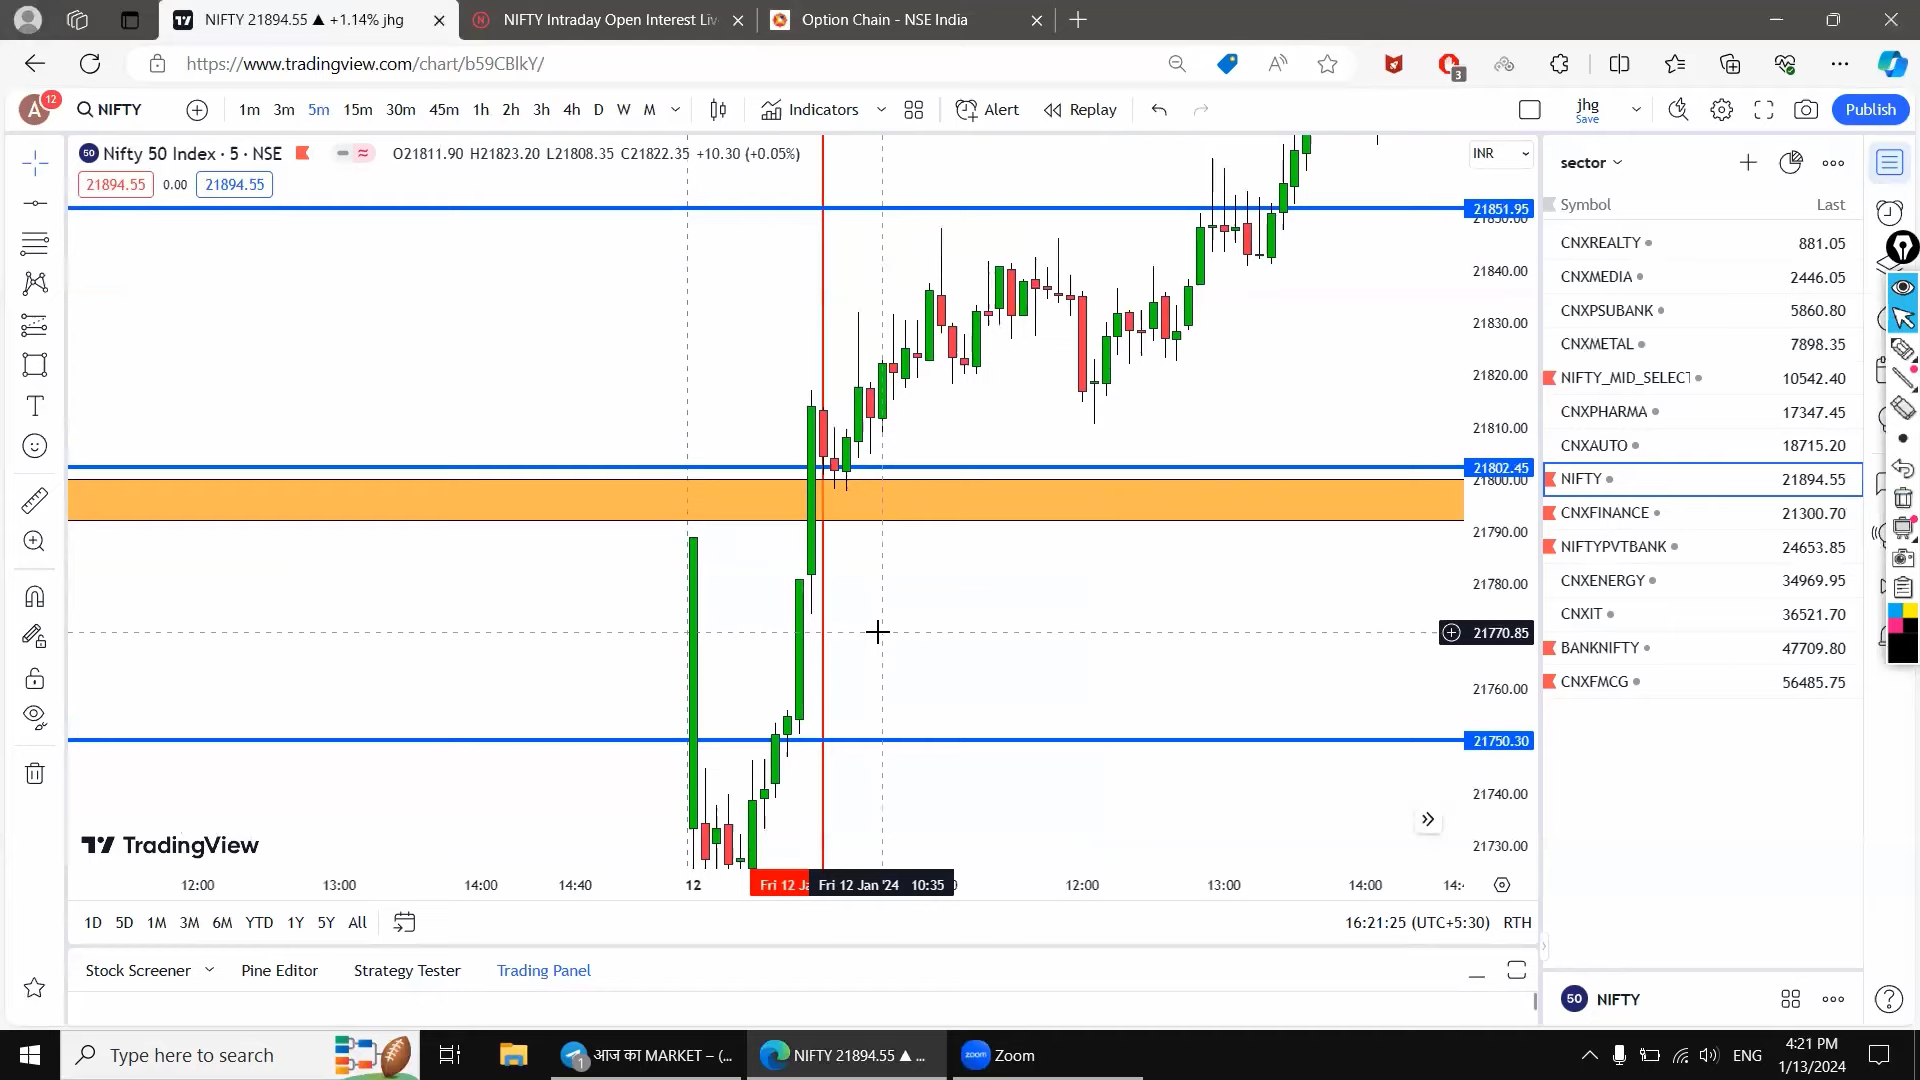 NIFTY 21894.55 ▲ +1.14% jhg
NIFTY Intraday Open Interest Liv
Option Chain - NSE India
https://www.tradingview.com/chart/b59CBlkY/
3
A
12
NIFTY
1m 3m 5m 15m 30m 45m 1h 2h 3h 4h D W M
Indicators
Alert
Replay
jhg
Save
Publish
50 Nifty 50 Index · 5 · NSE
O21811.90 H21823.20 L21808.35 C21822.35 +10.30 (+0.05%)
INR
21894.55 0.00 21894.55
21851.95
21840.00
21830.00
21820.00
21810.00
21802.45
21800.00
21790.00
21780.00
21770.85
21760.00
21750.30
21740.00
21730.00
TradingView
12:00 13:00 14:00 14:40 12
Fri 12 Ja
Fri 12 Jan '24 10:35
12:00 13:00 14:00
1D 5D 1M 3M 6M YTD 1Y 5Y All
16:21:25 (UTC+5:30) RTH
Stock Screener
Pine Editor
Strategy Tester
Trading Panel
sector
Symbol Last
CNXREALTY 881.05
CNXMEDIA 2446.05
CNXPSUBANK 5860.80
CNXMETAL 7898.35
NIFTY_MID_SELECT 10542.40
CNXPHARMA 17347.45
CNXAUTO 18715.20
NIFTY 21894.55
CNXFINANCE 21300.70
NIFTYPVTBANK 24653.85
CNXENERGY 34969.95
CNXIT 36521.70
BANKNIFTY 47709.80
CNXFMCG 56485.75
50 NIFTY
Type here to search
1
आज का MARKET – (...
NIFTY 21894.55 ▲ ...
zoom
Zoom
ENG
4:21 PM
1/13/2024